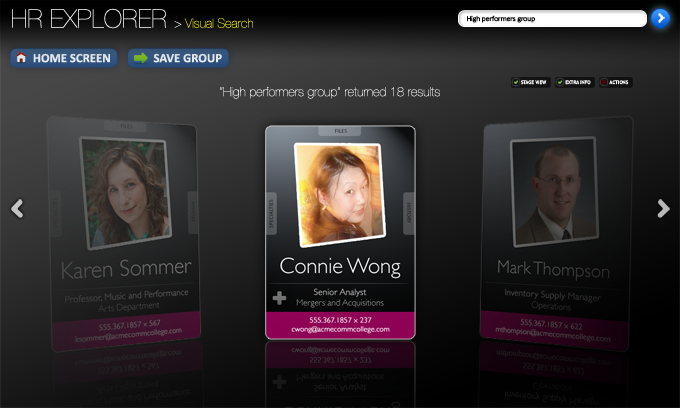 HR EXPLORER > Visual Search
High performers group
HOME SCREEN
SAVE GROUP
STAGE VIEW
EXTRA INFO
ACTIONS
"High performers group" returned 18 results
FILES
Karen Sommer
Professor, Music and Performance
Arts Department
555.367.1857 × 567
ksommer@acmecommcollege.com
FILES
SPECIALTIES
Connie Wong
Senior Analyst
Mergers and Acquisitions
555.367.1857 × 237
cwong@acmecommcollege.com
Mark Thompson
Inventory Supply Manager
Operations
555.367.1857 × 622
mthompson@acmecommcollege.com